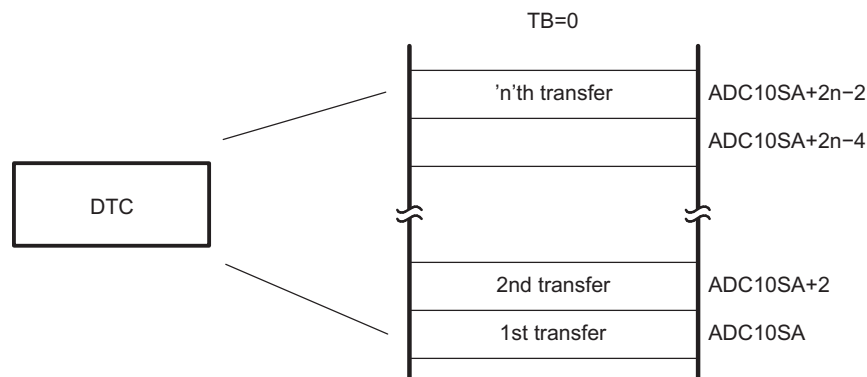 TB=0
’n’th transfer ADC10SA+2n−2
ADC10SA+2n−4
DTC
2nd transfer ADC10SA+2
1st transfer ADC10SA